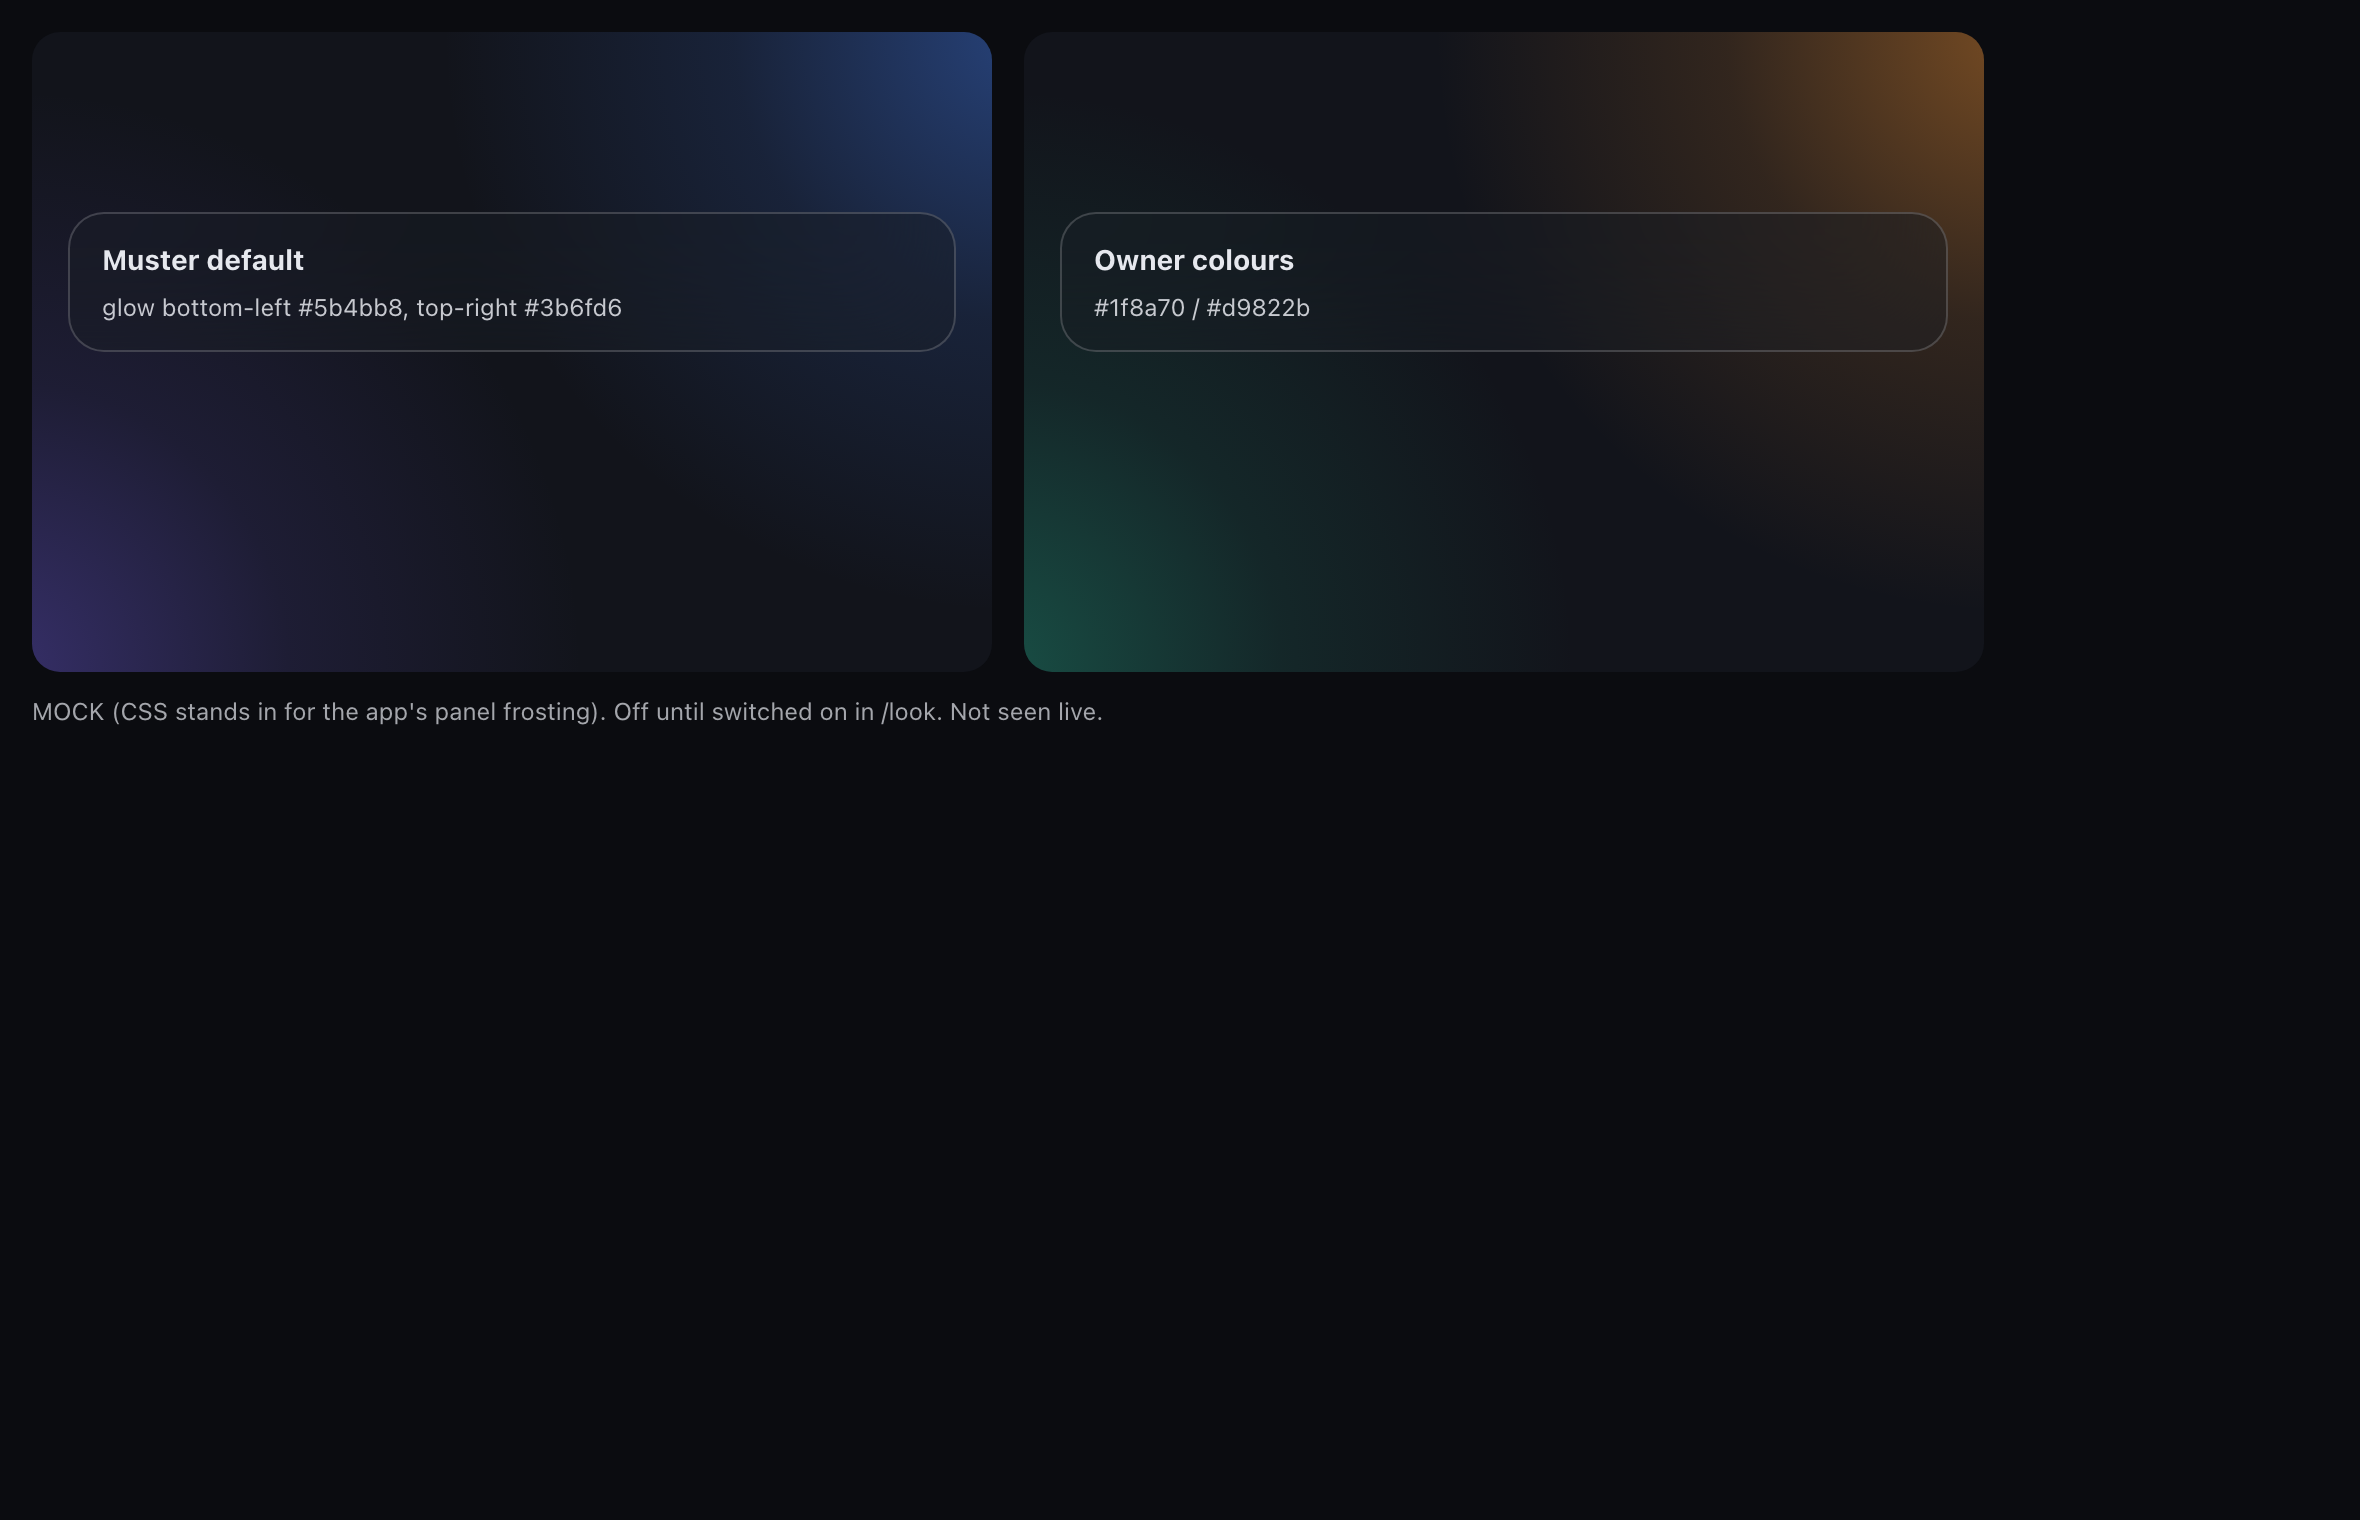 Muster default
glow bottom-left #5b4bb8, top-right #3b6fd6
Owner colours
#1f8a70 / #d9822b
MOCK (CSS stands in for the app's panel frosting). Off until switched on in /look. Not seen live.